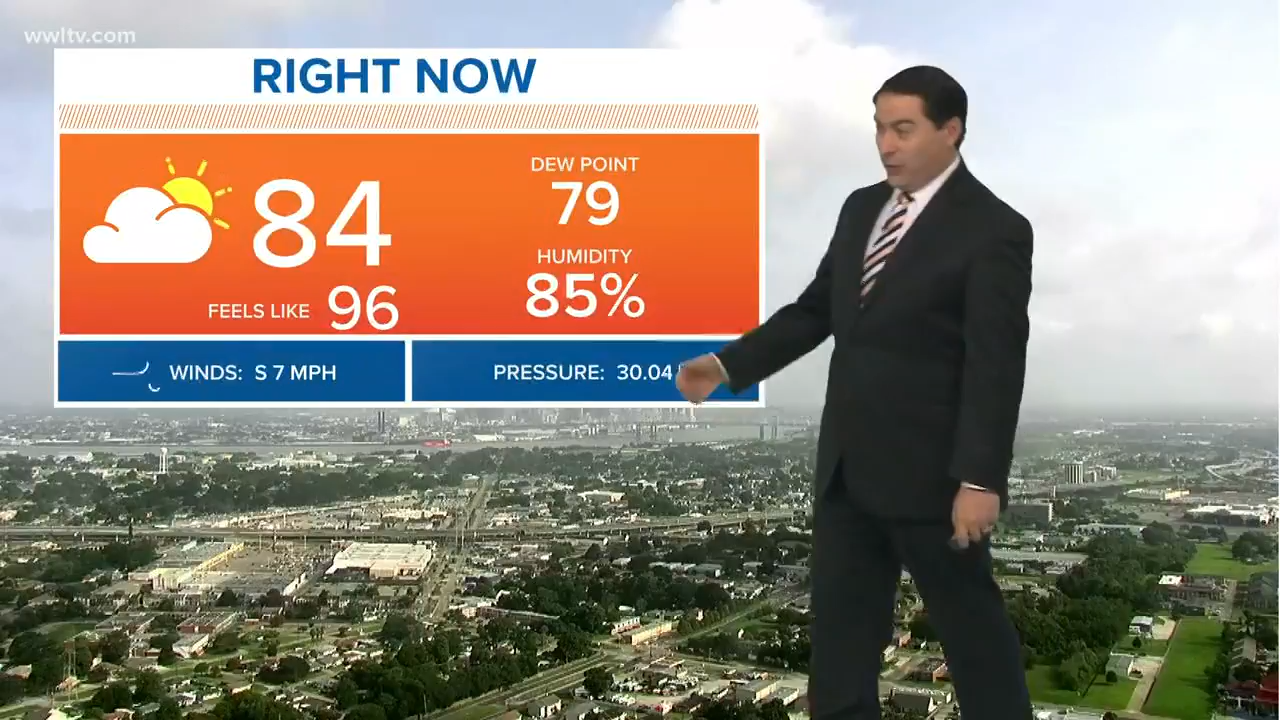 wwltv.com
RIGHT NOW
84
FEELS LIKE 96
DEW POINT
79
HUMIDITY
85%
WINDS: S 7 MPH
PRESSURE: 30.04